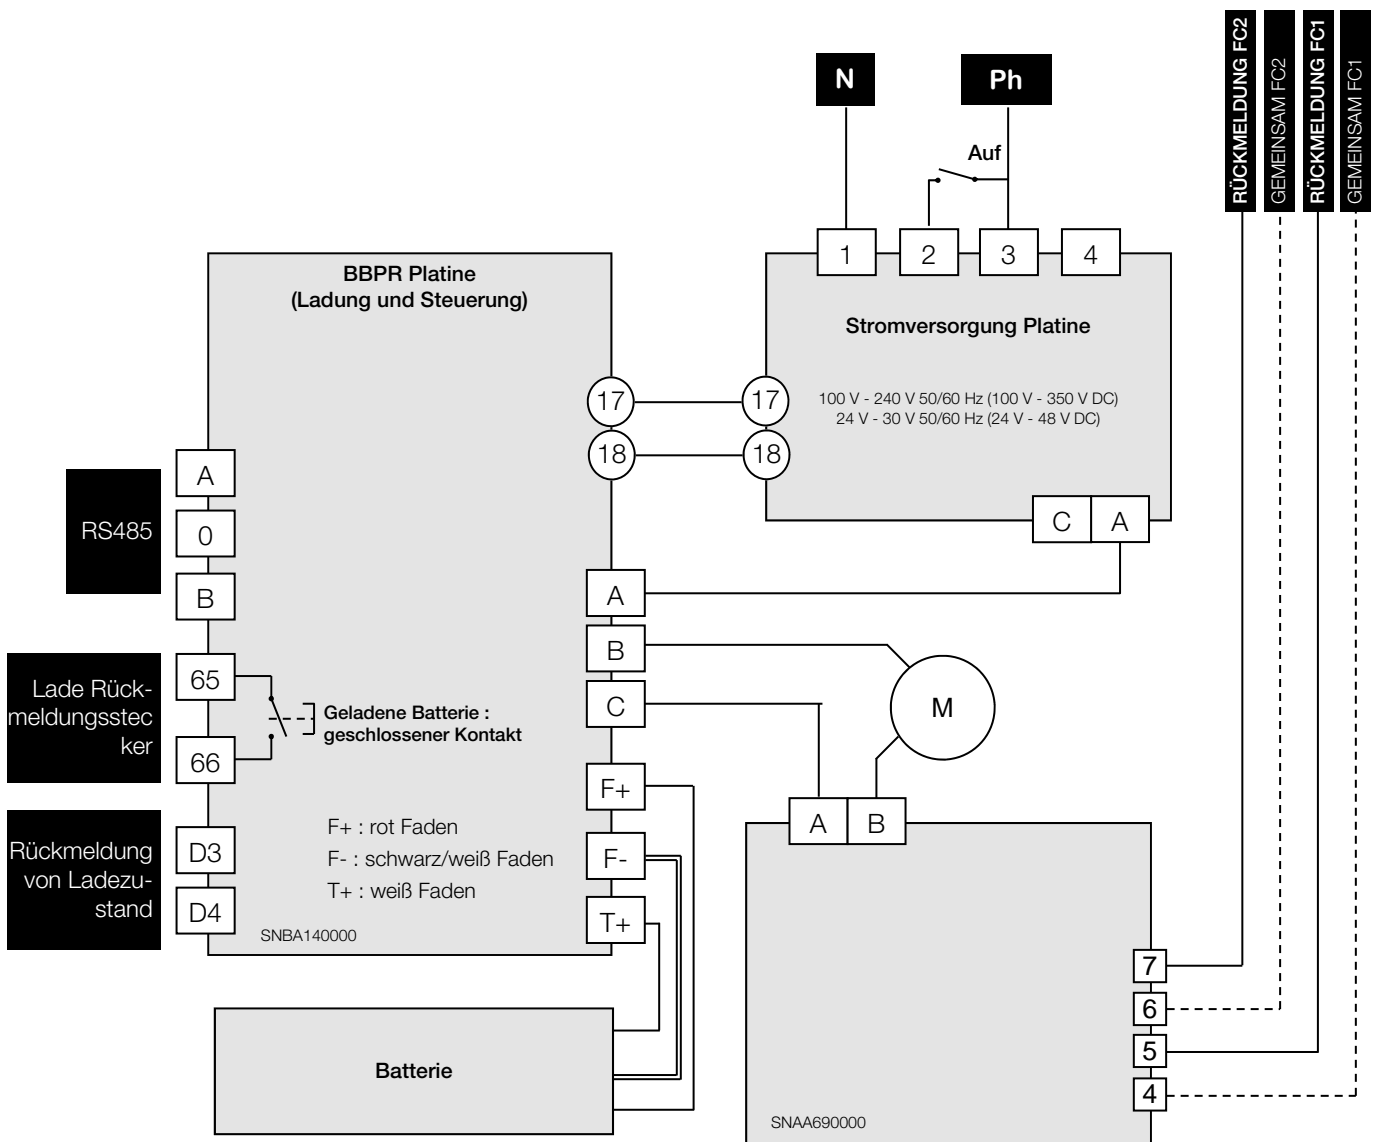 N
Ph
RÜCKMELDUNG FC2
GEMEINSAM FC2
RÜCKMELDUNG FC1
GEMEINSAM FC1
Auf
1
2
3
4
BBPR Platine
(Ladung und Steuerung)
Stromversorgung Platine
100 V - 240 V 50/60 Hz (100 V - 350 V DC)
24 V - 30 V 50/60 Hz (24 V - 48 V DC)
17
17
18
18
C
A
RS485
A
0
B
A
B
C
M
Lade Rück-
meldungsstec
ker
65
66
Geladene Batterie :
geschlossener Kontakt
F+
F-
T+
F+ : rot Faden
F- : schwarz/weiß Faden
T+ : weiß Faden
Rückmeldung
von Ladezu-
stand
D3
D4
SNBA140000
A
B
7
6
5
4
Batterie
SNAA690000